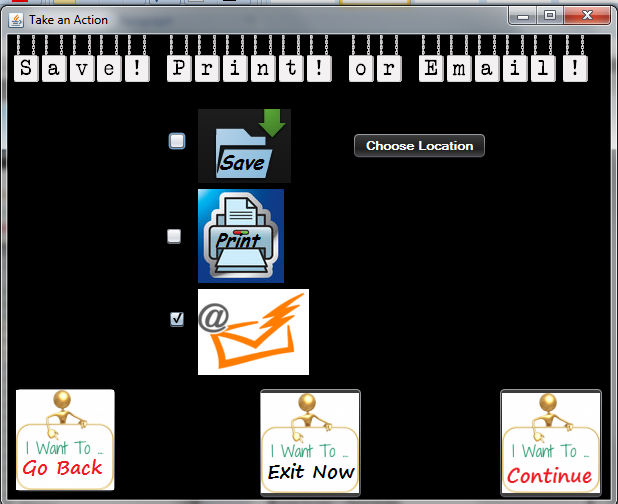 Take an Action
Save! Print! or Email!
Save
Choose Location
Print
@
I Want To ...
Go Back
I Want To ...
Exit Now
I Want To ...
Continue